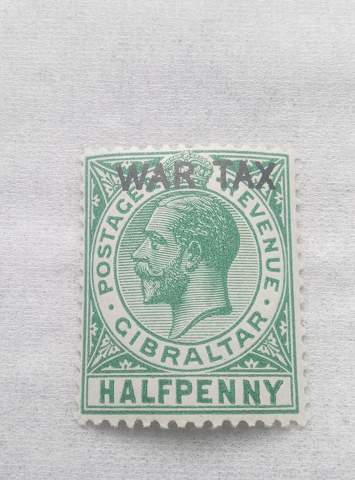 WAR TAX
POSTAGE & REVENUE
GIBRALTAR
HALFPENNY